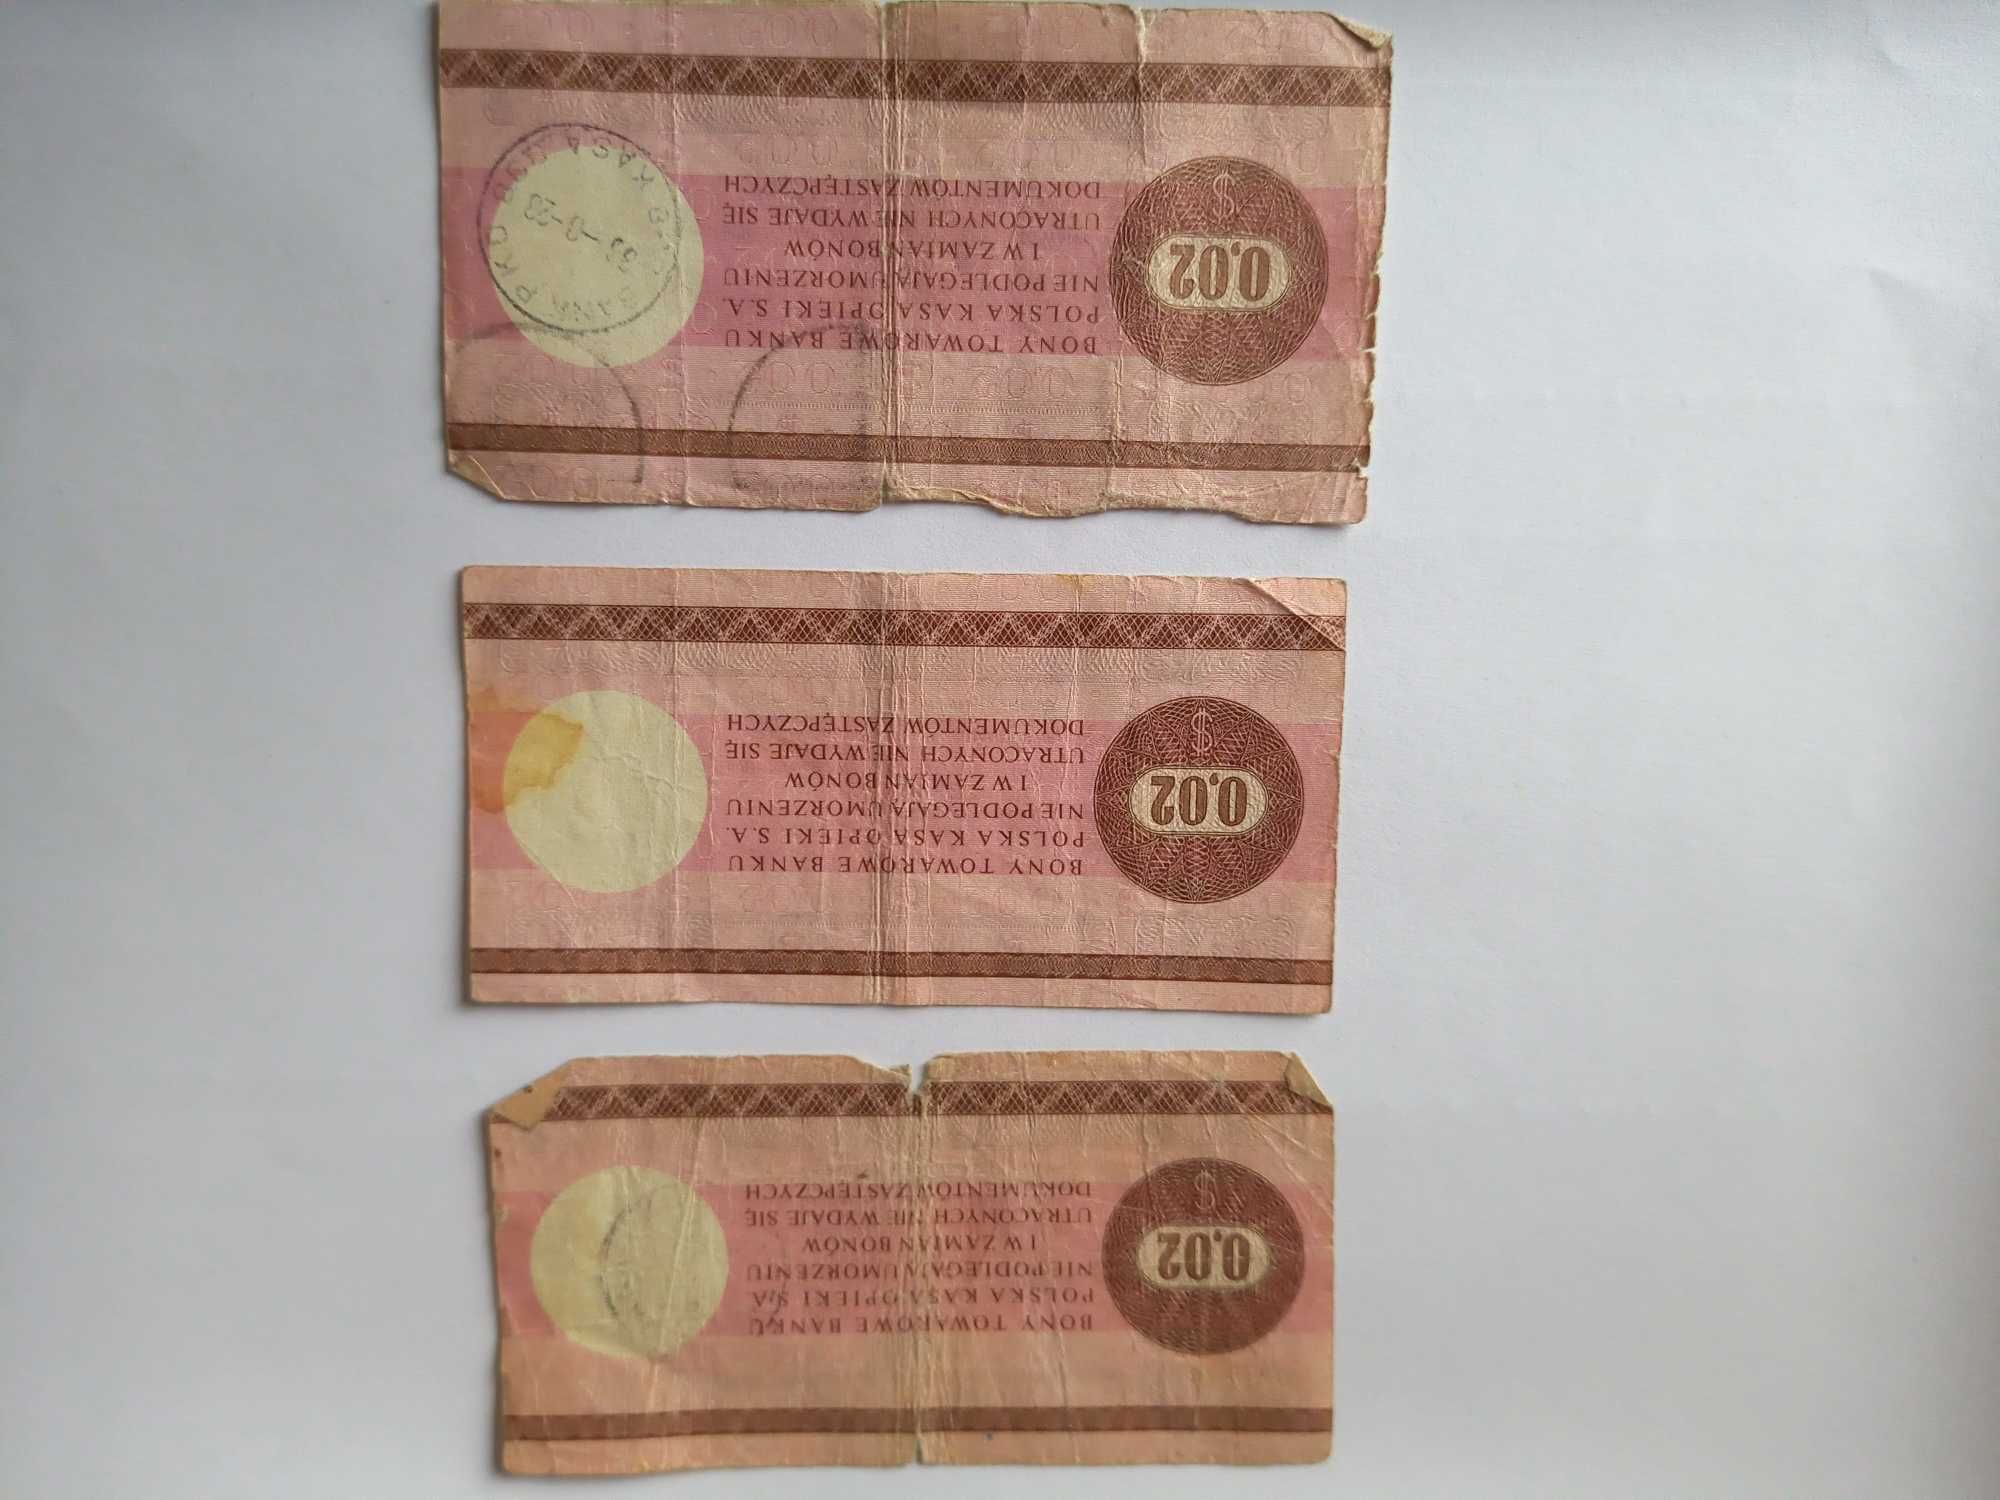 BONY TOWAROWE BANKU
POLSKA KASA OPIEKI S.A.
NIE PODLEGAJĄ UMORZENIU
I W ZAMIAN BONÓW
UTRACONYCH NIE WYDAJE SIĘ
DOKUMENTÓW ZASTĘPCZYCH
0,02
$
BANK PKO
KASA
BONY TOWAROWE BANKU
POLSKA KASA OPIEKI S.A.
NIE PODLEGAJĄ UMORZENIU
I W ZAMIAN BONÓW
UTRACONYCH NIE WYDAJE SIĘ
DOKUMENTÓW ZASTĘPCZYCH
0,02
$
BONY TOWAROWE BANKU
POLSKA KASA OPIEKI S.A.
NIE PODLEGAJĄ UMORZENIU
I W ZAMIAN BONÓW
UTRACONYCH NIE WYDAJE SIĘ
DOKUMENTÓW ZASTĘPCZYCH
0,02
$